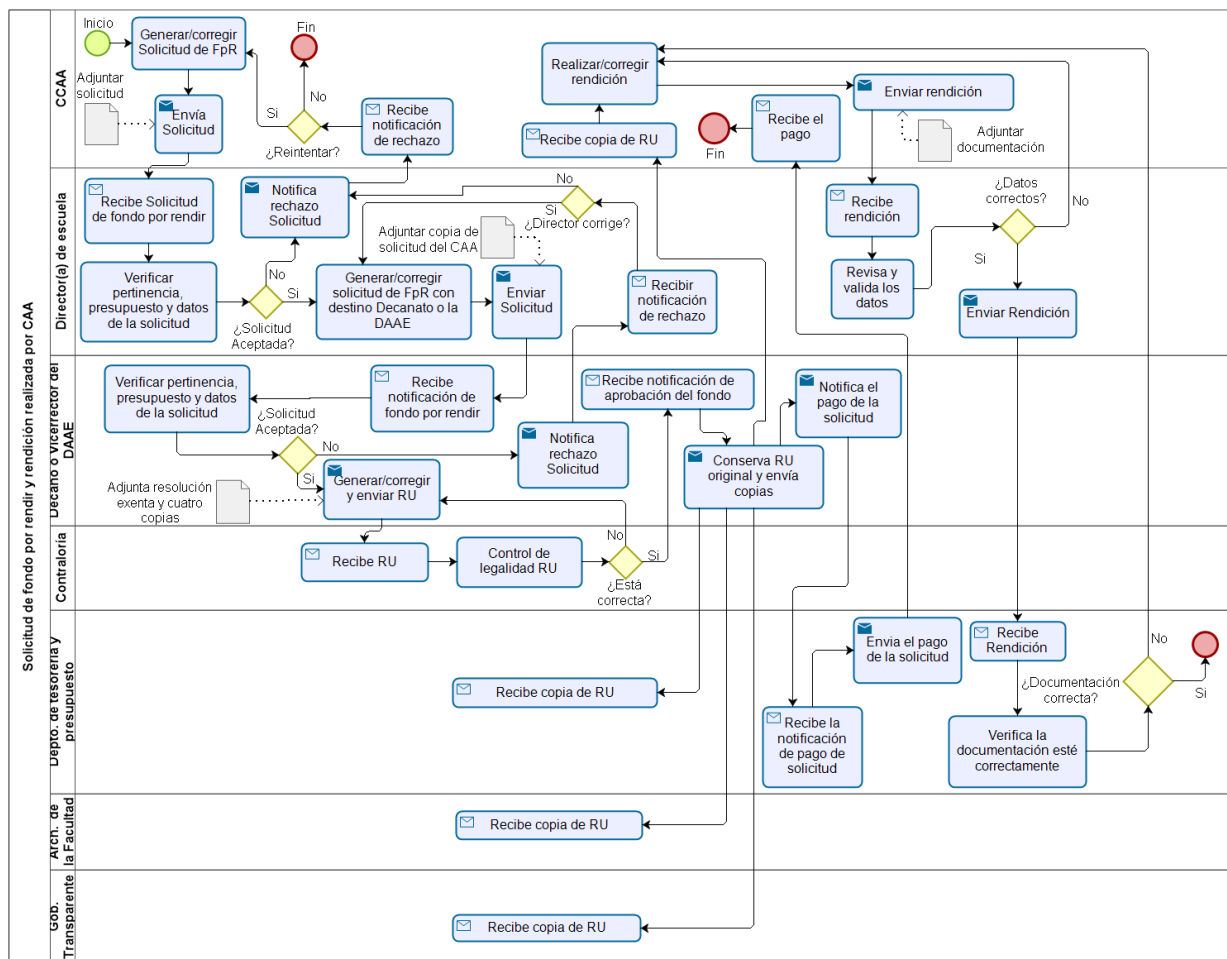 Solicitud de fondo por rendir y rendición realizada por CAA
CCAA
Inicio
Generar/corregir
Solicitud de FpR
Fin
Adjuntar
solicitud
Envía
Solicitud
Si
No
¿Reintentar?
Recibe
notificación
de rechazo
Realizar/corregir
rendición
Recibe copia de RU
Fin
Recibe el
pago
Enviar rendición
Adjuntar
documentación
Director(a) de escuela
Recibe Solicitud
de fondo por rendir
Verificar
pertinencia,
presupuesto y datos
de la solicitud
Notifica
rechazo
Solicitud
No
Si
¿Solicitud
Aceptada?
Generar/corregir
solicitud de FpR con
destino Decanato o la
DAAE
Adjuntar copia de
solicitud del CAA
Enviar
Solicitud
No
Si
¿Director corrige?
Recibir
notificación
de rechazo
Recibe
rendición
Revisa y
valida los
datos
¿Datos
correctos?
No
Si
Enviar Rendición
Decano o Vicerrector del
DAAE
Verificar pertinencia,
presupuesto y datos
de la solicitud
Recibe
notificación de
fondo por rendir
¿Solicitud
Aceptada?
No
Si
Notifica
rechazo
Solicitud
Generar/corregir
y enviar RU
Adjunta resolución
exenta y cuatro
copias
Recibe notificación de
aprobación del fondo
Conserva RU
original y envía
copias
Notifica el
pago de la
solicitud
Contraloria
Recibe RU
Control de
legalidad RU
No
Si
¿Está
correcta?
Depto. de tesoreria y
presupuesto
Recibe copia de RU
Envia el pago
de la solicitud
Recibe la
notificación
de pago de
solicitud
Recibe
Rendición
¿Documentación
correcta?
No
Si
Verifica la
documentación esté
correctamente
Arch. de
la Facultad
Recibe copia de RU
Gob.
Transparente
Recibe copia de RU